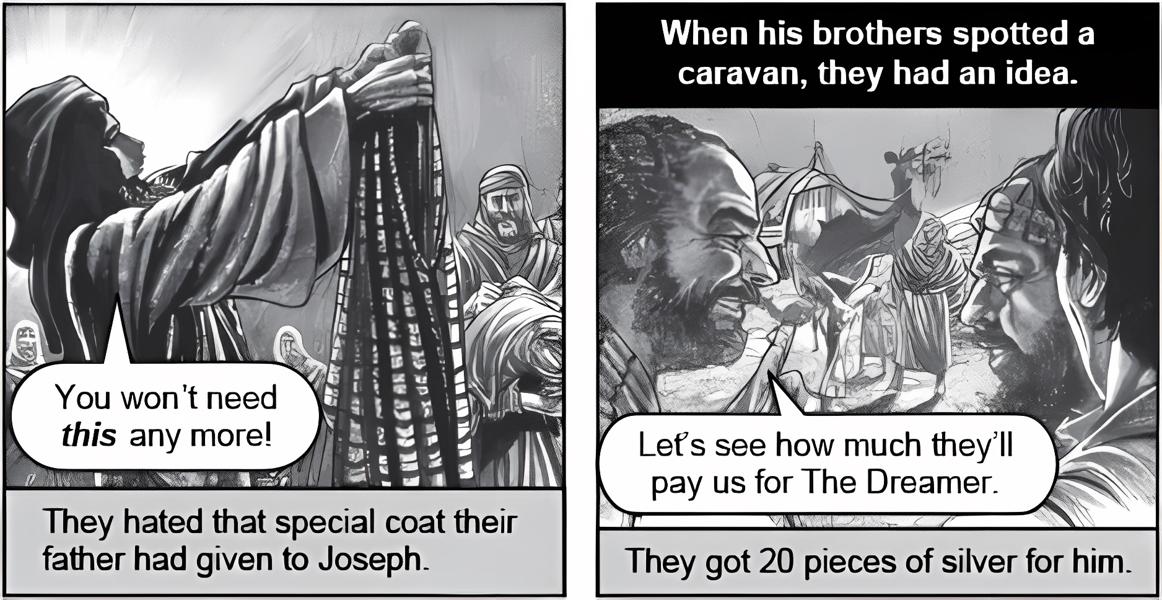 You won't need
this any more!
They hated that special coat their
father had given to Joseph.
When his brothers spotted a
caravan, they had an idea.
Let's see how much they'll
pay us for The Dreamer.
They got 20 pieces of silver for him.